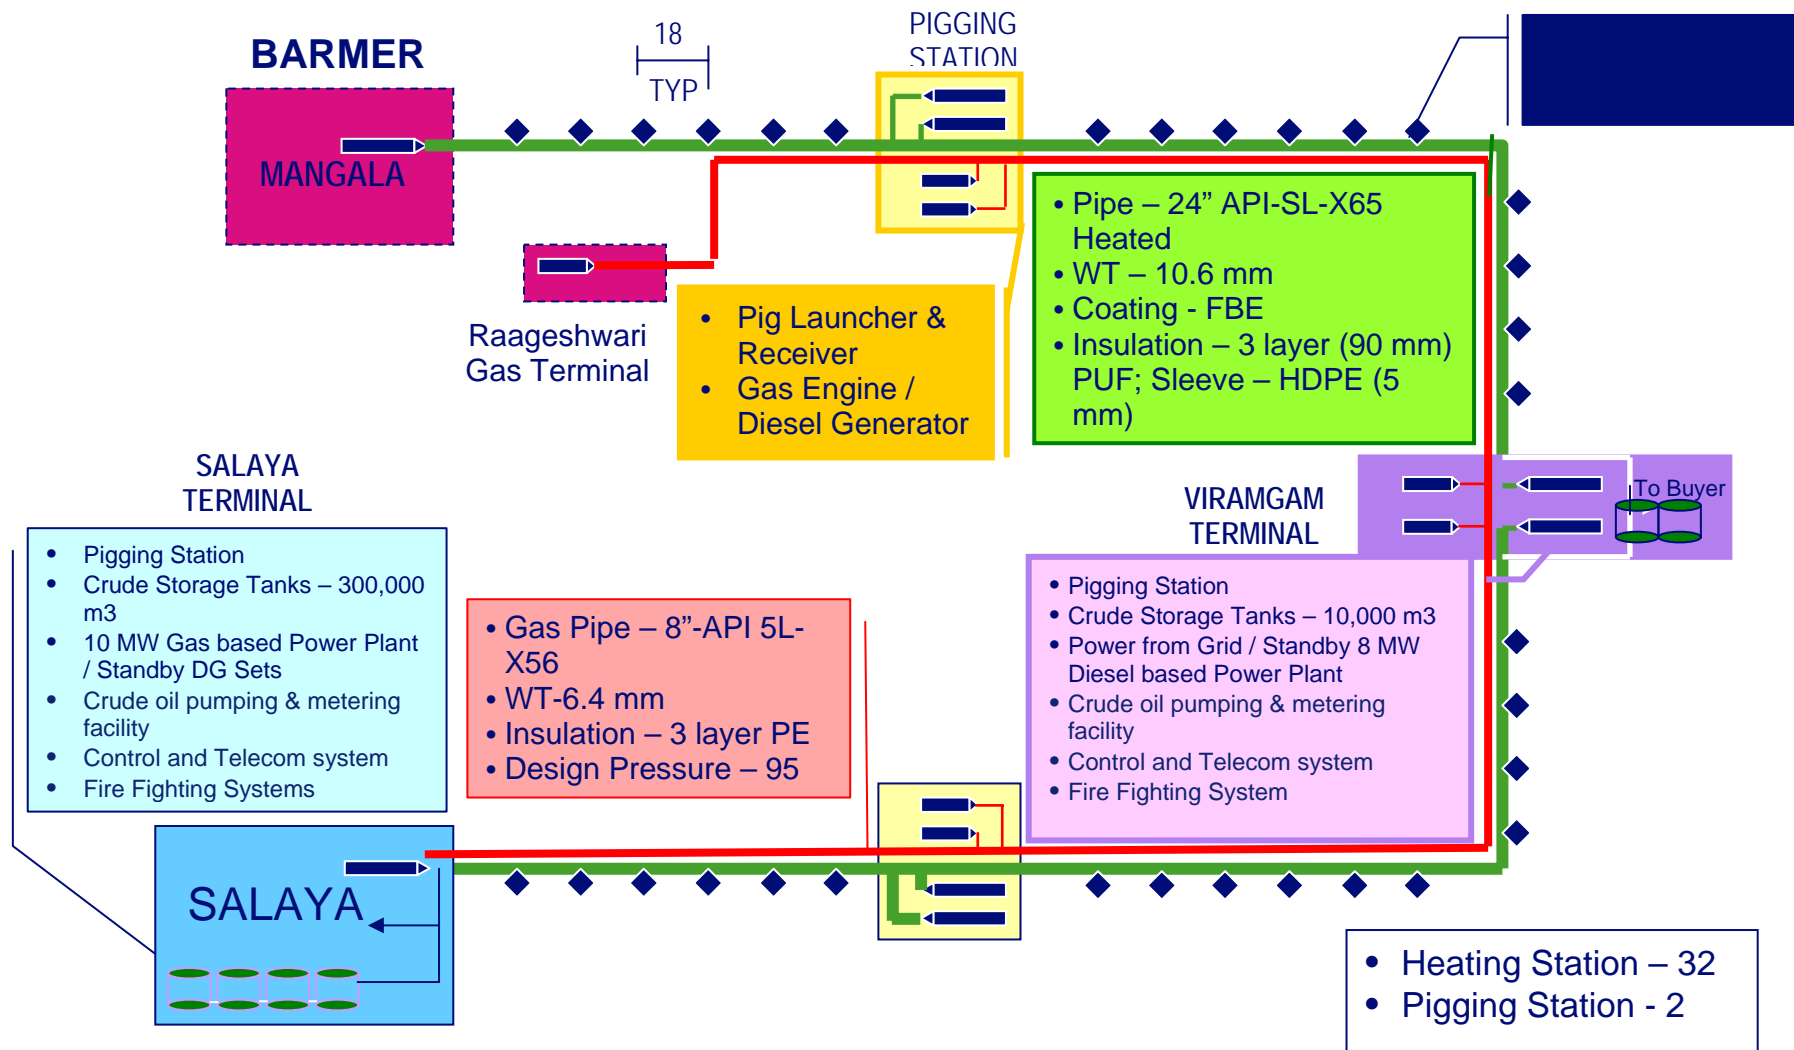 BARMER
18
TYP
PIGGING
STATION
MANGALA
Raageshwari
Gas Terminal
• Pig Launcher &
Receiver
• Gas Engine /
Diesel Generator
• Pipe – 24” API-SL-X65
Heated
• WT – 10.6 mm
• Coating - FBE
• Insulation – 3 layer (90 mm)
PUF; Sleeve – HDPE (5
mm)
SALAYA
TERMINAL
• Pigging Station
• Crude Storage Tanks – 300,000
m3
• 10 MW Gas based Power Plant
/ Standby DG Sets
• Crude oil pumping & metering
facility
• Control and Telecom system
• Fire Fighting Systems
• Gas Pipe – 8”-API 5L-
X56
• WT-6.4 mm
• Insulation – 3 layer PE
• Design Pressure – 95
VIRAMGAM
TERMINAL
To Buyer
• Pigging Station
• Crude Storage Tanks – 10,000 m3
• Power from Grid / Standby 8 MW
Diesel based Power Plant
• Crude oil pumping & metering
facility
• Control and Telecom system
• Fire Fighting System
SALAYA
• Heating Station – 32
• Pigging Station - 2